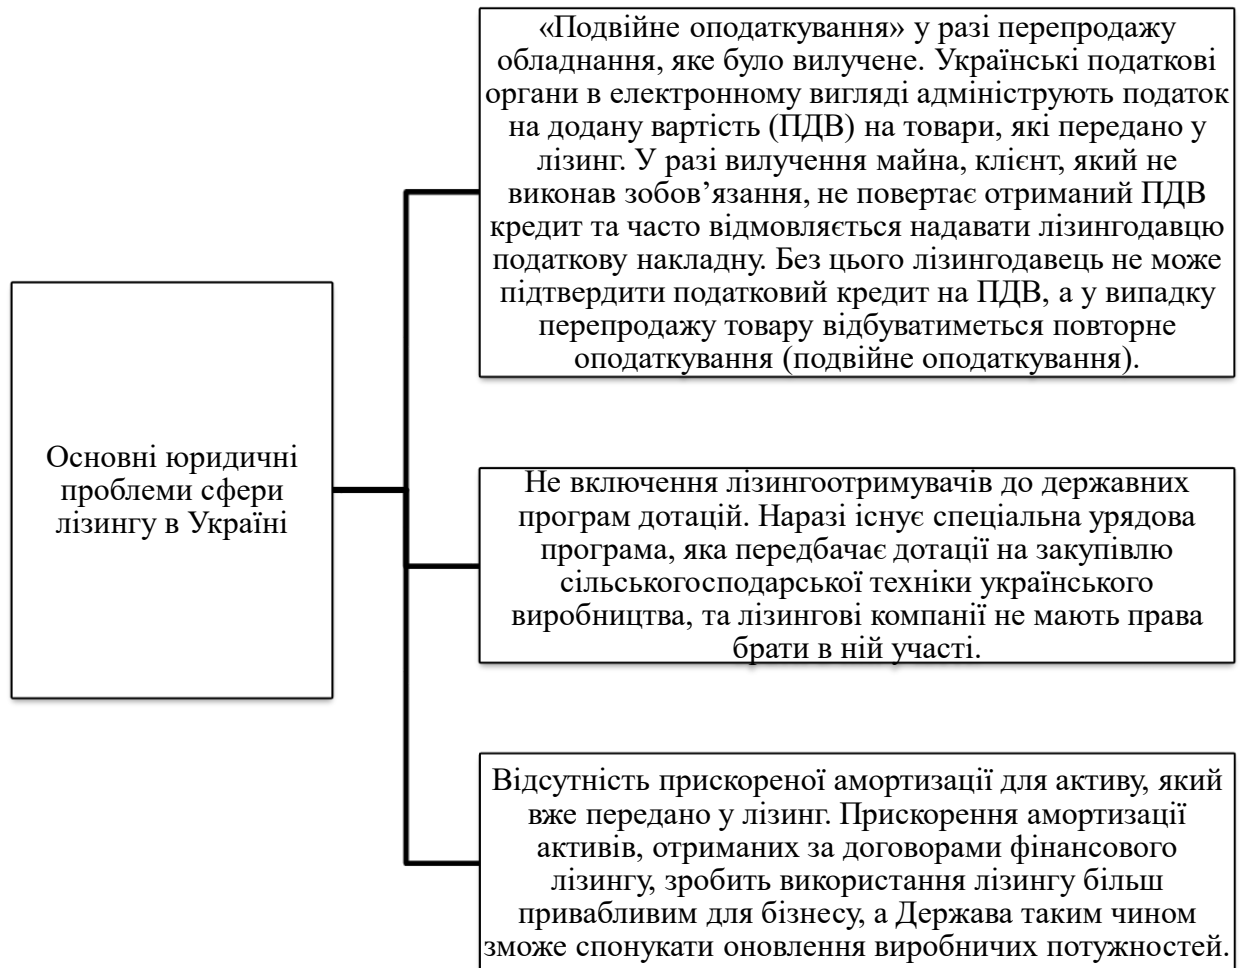 Основні юридичні
проблеми сфери
лізингу в Україні
«Подвійне оподаткування» у разі перепродажу
обладнання, яке було вилучене. Українські податкові
органи в електронному вигляді адмініструють податок
на додану вартість (ПДВ) на товари, які передано у
лізинг. У разі вилучення майна, клієнт, який не
виконав зобов’язання, не повертає отриманий ПДВ
кредит та часто відмовляється надавати лізингодавцю
податкову накладну. Без цього лізингодавець не може
підтвердити податковий кредит на ПДВ, а у випадку
перепродажу товару відбуватиметься повторне
оподаткування (подвійне оподаткування).
Не включення лізингоотримувачів до державних
програм дотацій. Наразі існує спеціальна урядова
програма, яка передбачає дотації на закупівлю
сільськогосподарської техніки українського
виробництва, та лізингові компанії не мають права
брати в ній участі.
Відсутність прискореної амортизації для активу, який
вже передано у лізинг. Прискорення амортизації
активів, отриманих за договорами фінансового
лізингу, зробить використання лізингу більш
привабливим для бізнесу, а Держава таким чином
зможе спонукати оновлення виробничих потужностей.